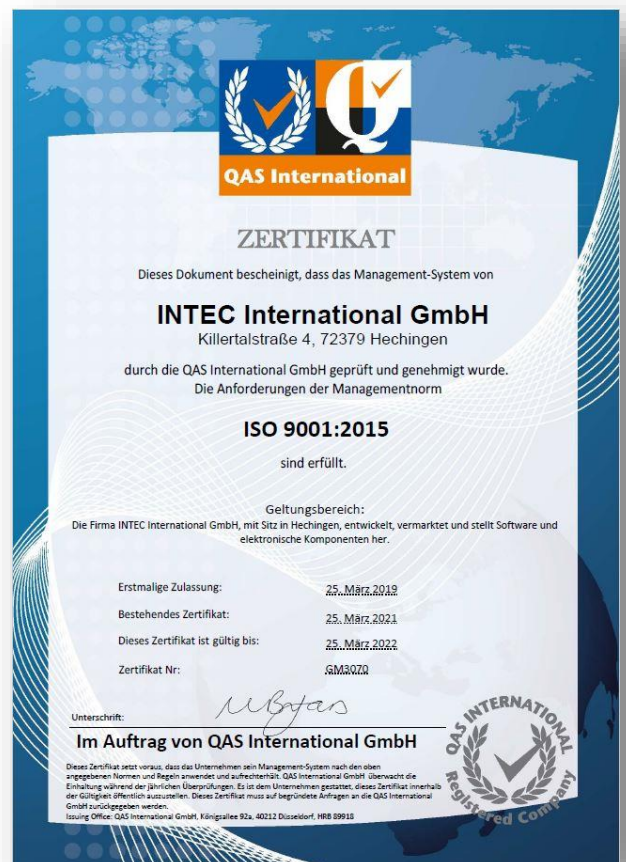 QAS International
ZERTIFIKAT
Dieses Dokument bescheinigt, dass das Management-System von
INTEC International GmbH
Killertalstraße 4, 72379 Hechingen
durch die QAS International GmbH geprüft und genehmigt wurde.
Die Anforderungen der Managementnorm
ISO 9001:2015
sind erfüllt.
Geltungsbereich:
Die Firma INTEC International GmbH, mit Sitz in Hechingen, entwickelt, vermarktet und stellt Software und
elektronische Komponenten her.
Erstmalige Zulassung: 25. März 2019
Bestehendes Zertifikat: 25. März 2021
Dieses Zertifikat ist gültig bis: 25. März 2022
Zertifikat Nr: GM3070
Unterschrift:
Im Auftrag von QAS International GmbH
Dieses Zertifikat setzt voraus, dass das Unternehmen sein Management-System nach den oben
angegebenen Normen und Regeln anwendet und aufrechterhält. QAS International GmbH überwacht die
Einhaltung während der jährlichen Überprüfungen. Es ist dem Unternehmen gestattet, dieses Zertifikat innerhalb
der Gültigkeit öffentlich auszustellen. Dieses Zertifikat muss auf begründete Anfragen an die QAS International
GmbH zurückgegeben werden.
Issuing Office: QAS International GmbH, Königsallee 92a, 40212 Düsseldorf, HRB 89918
QAS INTERNATIONAL
Registered Company